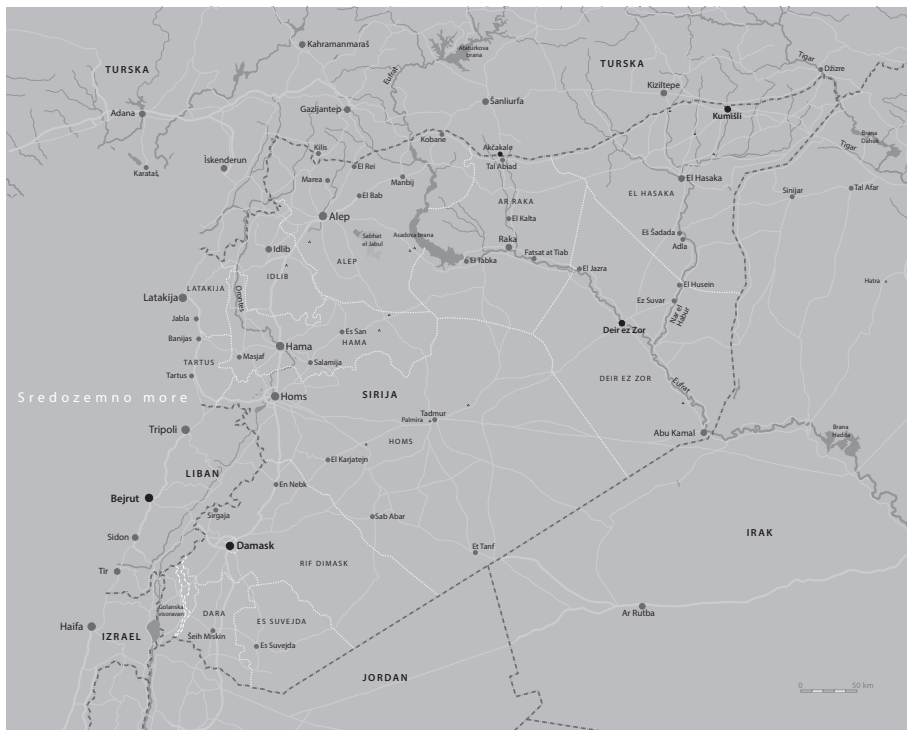 Kahramanmaraš
Ataturkova
brana
TURSKA
TURSKA
Tigar
Džizre
Eufrat
Kiziltepe
Šanliurfa
Gazijantep
Adana
Kumišli
Kobane
Brana
Dahok
Tigar
Akčakale
Tal Abiad
Kilis
İskenderun
Karataš
El Rei
Marea
Manbij
El Hasaka
EL HASAKA
Sinijar
Tal Afar
El Bab
AR RAKA
Alep
El Kalta
Sabhat
el Jabul
Asadova brana
Eš Šadada
Adla
Raka
Idlib
Fatsat at Tiab
El Tabka
ALEP
El Jazra
IDLIB
Hatra
El Husein
LATAKIJA
Orontes
Latakija
Ez Suvar
Nar el
Habur
Jabla
Deir ez Zor
Es San
HAMA
Banijas
Hama
Masjaf
Salamija
TARTUS
Tartus
DEIR EZ ZOR
Eufrat
Sredozemno more
Homs
SIRIJA
Tadmur
Palmira
Tripoli
Abu Kamal
Brana
Hadiťa
HOMS
El Karjatejn
LIBAN
En Nebk
Bejrut
Sirgaja
Sab Abar
IRAK
Sidon
Damask
Et Tanf
RIF DIMASK
Tir
Golanska
visoravan
DARA
Ar Rutba
ES SUVEJDA
Haifa
IZRAEL
Šeih Miskin
Es Suvejda
JORDAN
0
50 km